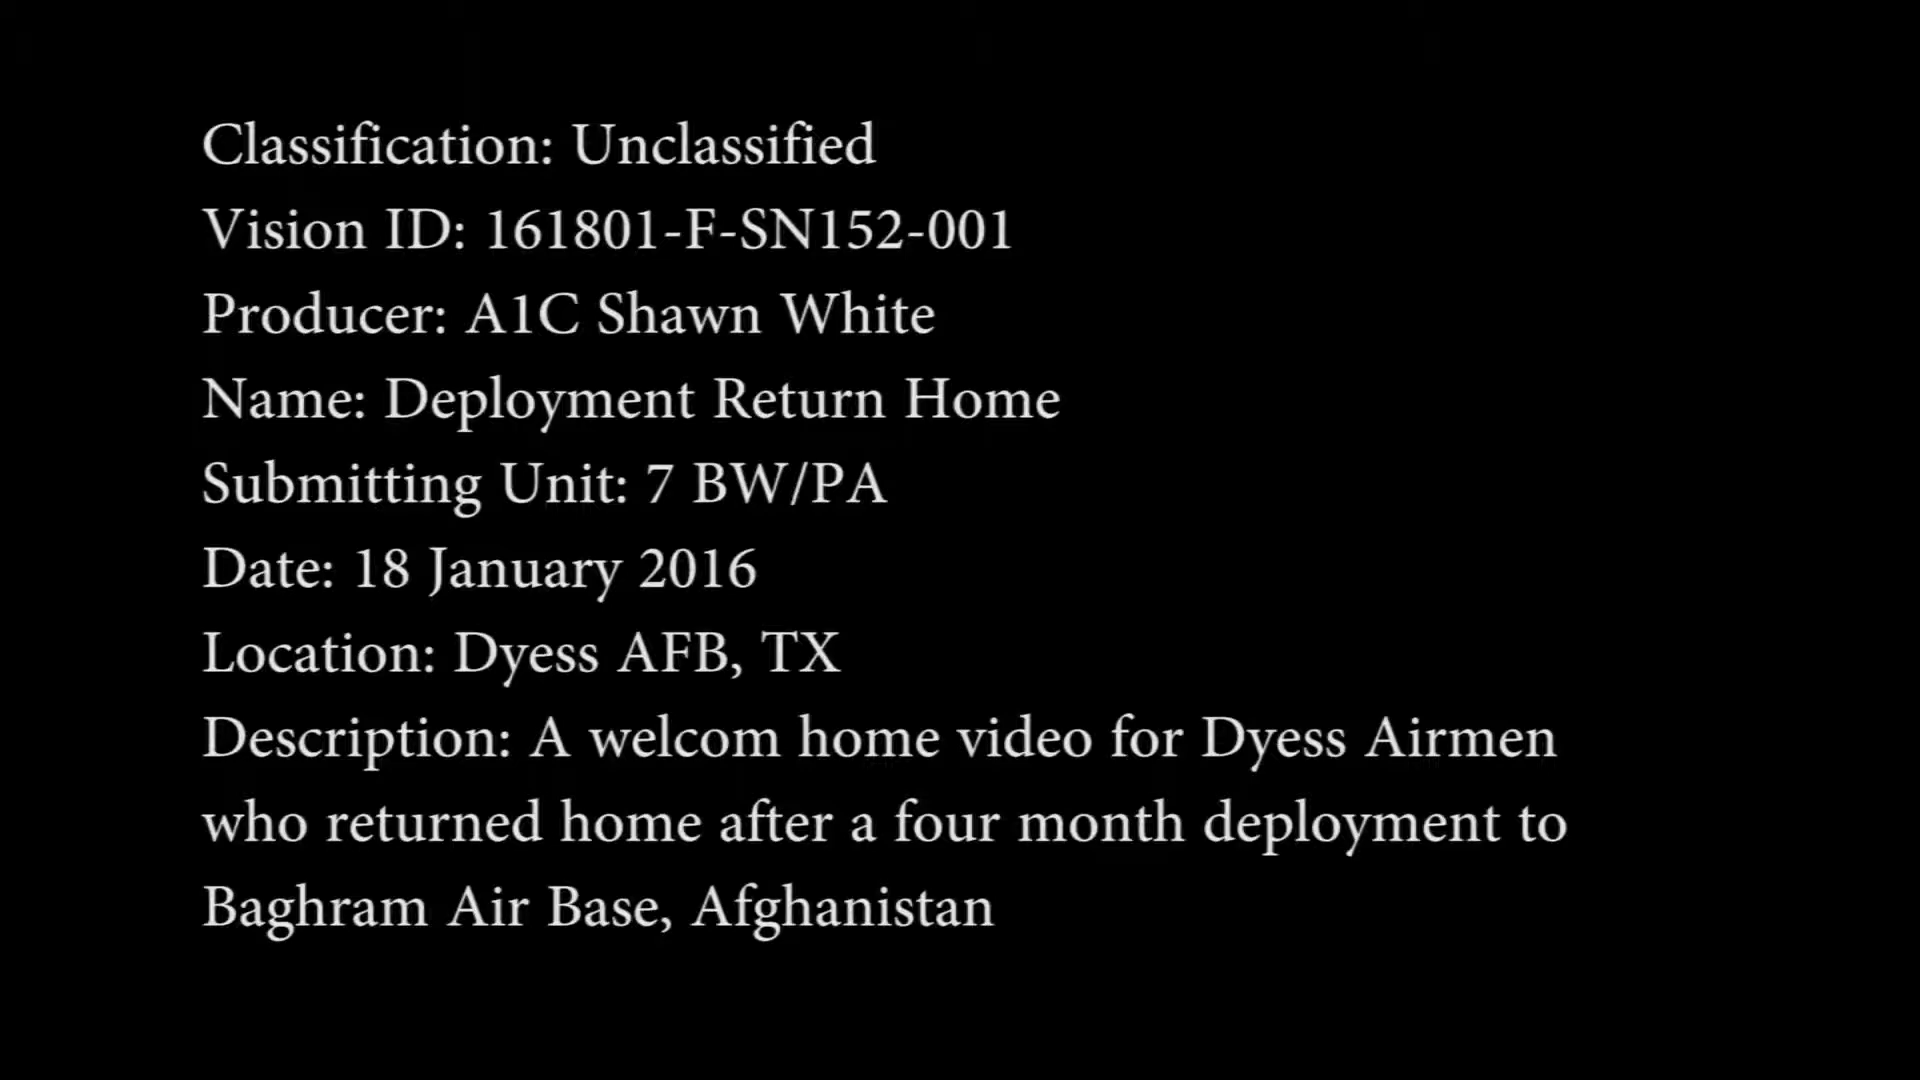 Classification: Unclassified
Vision ID: 161801-F-SN152-001
Producer: A1C Shawn White
Name: Deployment Return Home
Submitting Unit: 7 BW/PA
Date: 18 January 2016
Location: Dyess AFB, TX
Description: A welcom home video for Dyess Airmen
who returned home after a four month deployment to
Baghram Air Base, Afghanistan